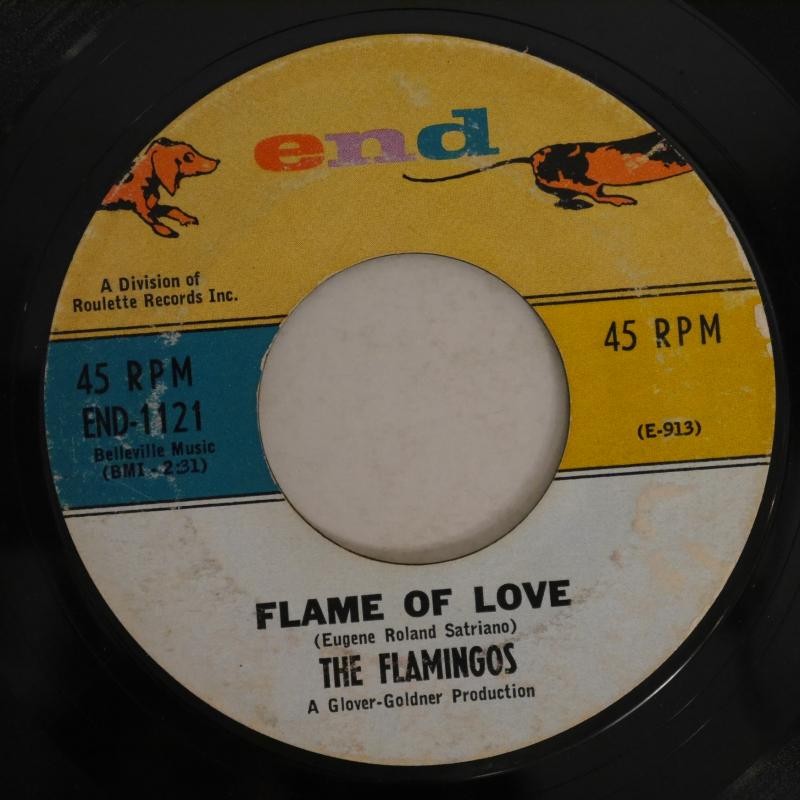 end
A Division of
Roulette Records Inc.
45 RPM
END-1121
Belleville Music
(BMI - 2:31)
45 RPM
(E-913)
FLAME OF LOVE
(Eugene Roland Satriano)
THE FLAMINGOS
A Glover-Goldner Production